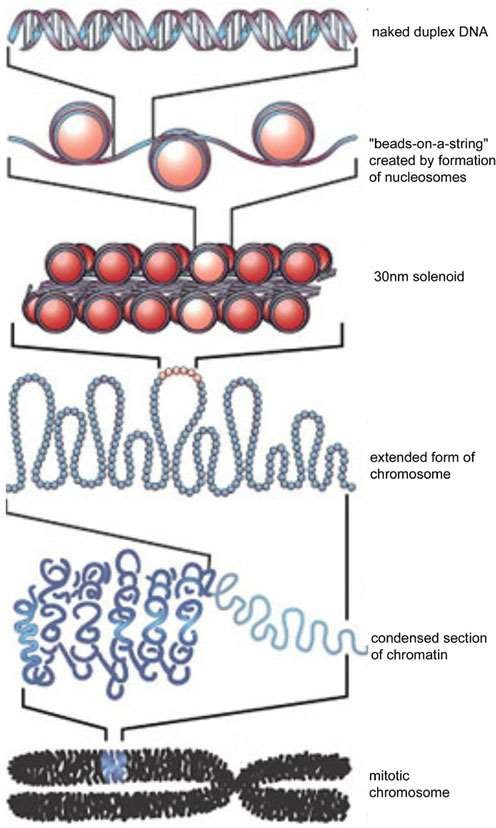 naked duplex DNA
"beads-on-a-string"
created by formation
of nucleosomes
30nm solenoid
extended form of
chromosome
condensed section
of chromatin
mitotic
chromosome